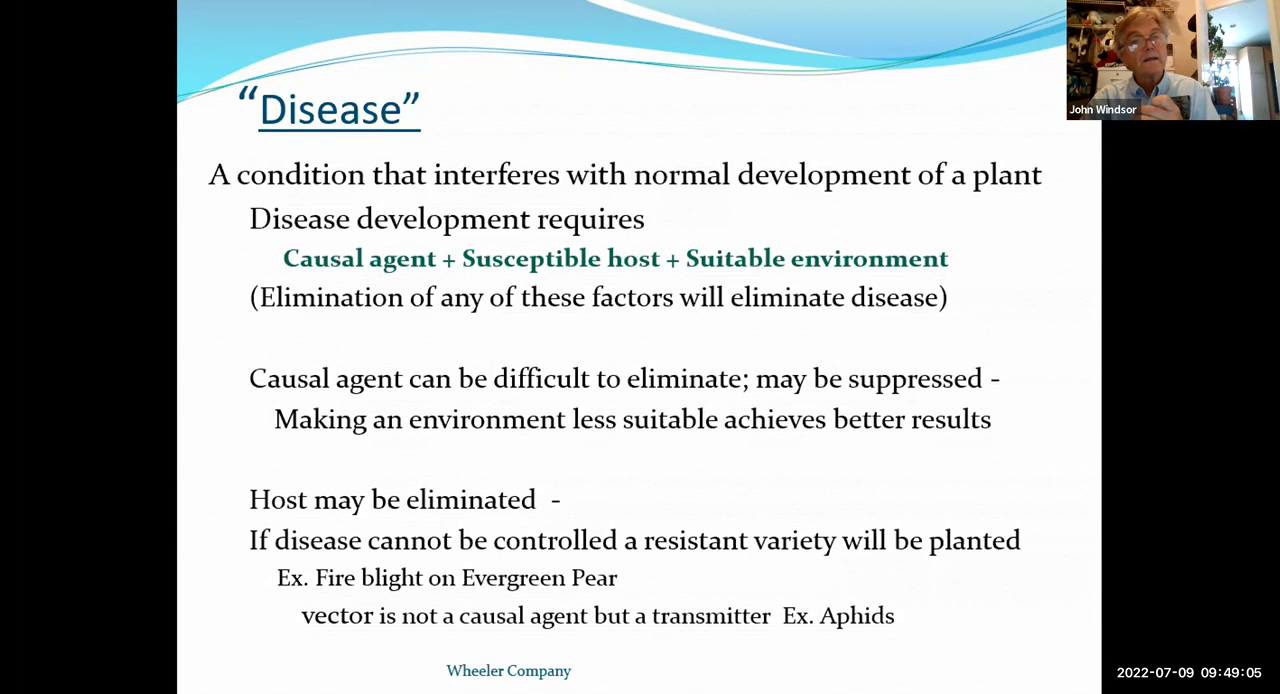 “Disease”
A condition that interferes with normal development of a plant
Disease development requires
Causal agent + Susceptible host + Suitable environment
(Elimination of any of these factors will eliminate disease)
Causal agent can be difficult to eliminate; may be suppressed -
Making an environment less suitable achieves better results
Host may be eliminated -
If disease cannot be controlled a resistant variety will be planted
Ex. Fire blight on Evergreen Pear
vector is not a causal agent but a transmitter Ex. Aphids
Wheeler Company
John Windsor
2022-07-09 09:49:05